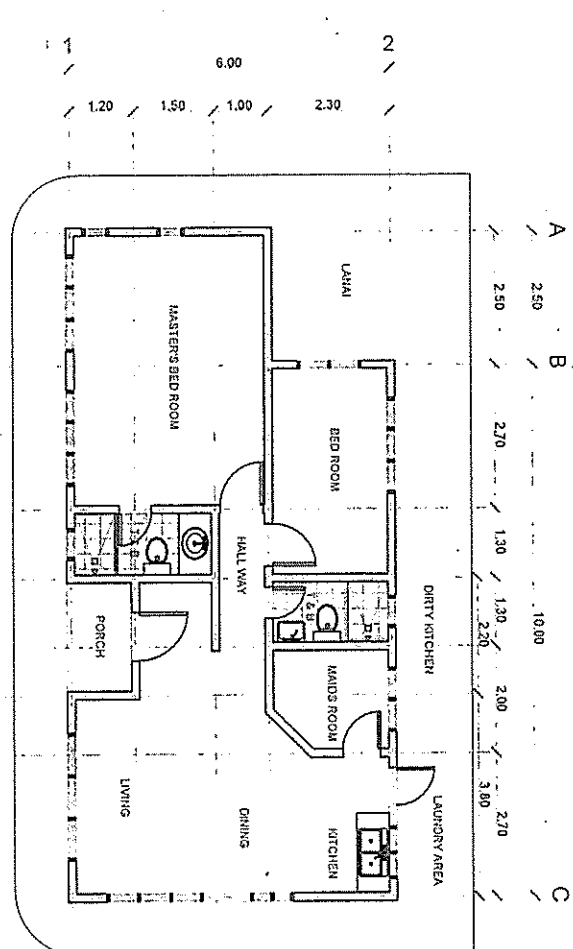 A
B
C
2.50
10.00
2.50
2.70
1.30
1.30
2.00
2.70
2.20
3.80
1
2
6.00
1.20
1.50
1.00
2.30
LANAI
DIRTY KITCHEN
LAUNDRY AREA
BED ROOM
T & B
MAIDS ROOM
KITCHEN
HALL WAY
DINING
MASTER'S BED ROOM
PORCH
LIVING